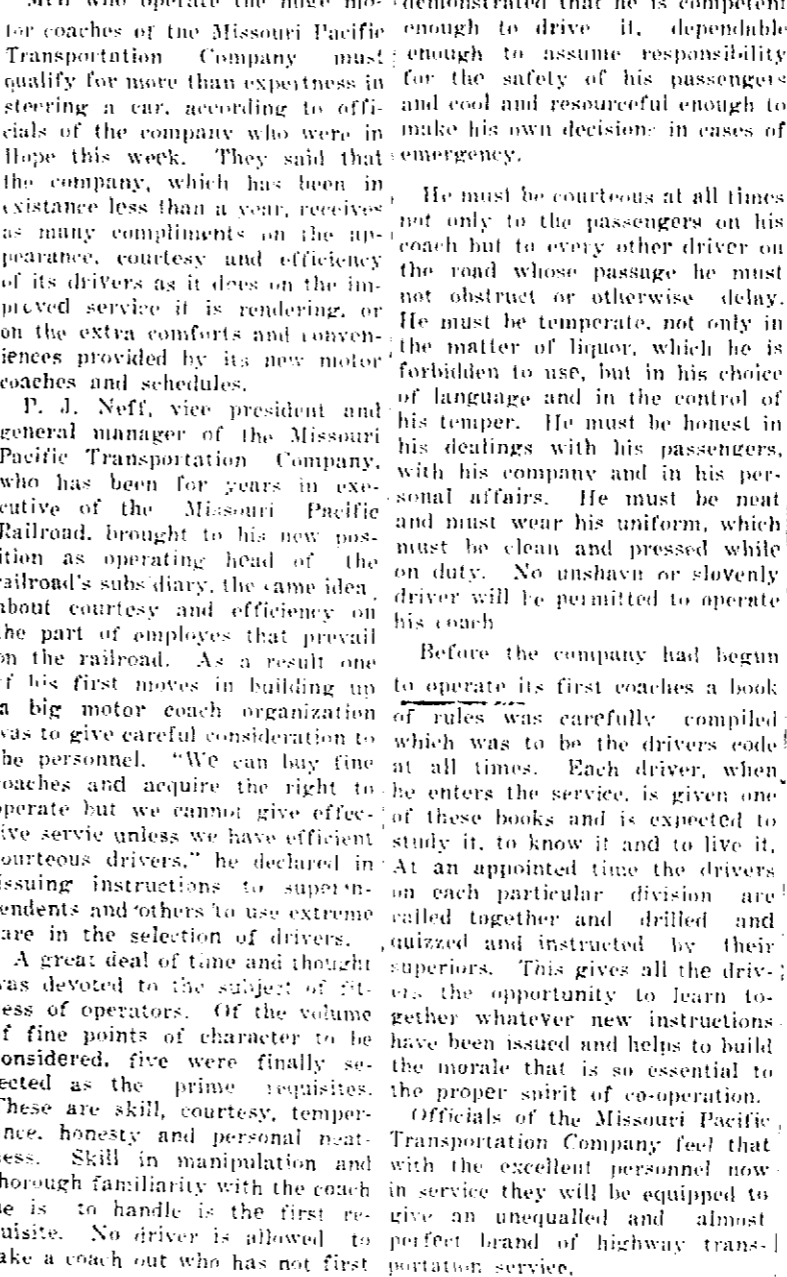 Men who operate the huge mo-
tor coaches of the Missouri Pacific
Transportation Company must
qualify for more than expertness in
steering a car, according to offi-
cials of the company who were in
Hope this week. They said that
the company, which has been in
existance less than a year, receives
as many compliments on the ap-
pearance, courtesy and efficiency
of its drivers as it does on the im-
proved service it is rendering, or
on the extra comforts and conven-
iences provided by its new motor
coaches and schedules.
P. J. Neff, vice president and
general manager of the Missouri
Pacific Transportation Company,
who has been for years in exe-
cutive of the Missouri Pacific
Railroad, brought to his new pos-
ition as operating head of the
railroad's subs diary, the same idea
about courtesy and efficiency on
the part of employes that prevail
on the railroad. As a result one
of his first moves in building up
a big motor coach organization
was to give careful consideration to
the personnel. "We can buy fine
coaches and acquire the right to
operate but we cannot give effec-
tive servic unless we have efficient
courteous drivers," he declared in
issuing instructions to superin-
endents and others to use extreme
care in the selection of drivers.
A great deal of time and thought
was devoted to the subject of fit-
ness of operators. Of the volume
of fine points of character to be
considered, five were finally se-
lected as the prime requisites.
These are skill, courtesy, temper-
ance, honesty and personal neat-
ness. Skill in manipulation and
thorough familiarity with the coach
he is to handle is the first re-
quisite. No driver is allowed to
take a coach out who has not first
demonstrated that he is competent
enough to drive it, dependable
enough to assume responsibility
for the safety of his passengers
and cool and resourceful enough to
make his own decisions in cases of
emergency.
He must be courteous at all times
not only to the passengers on his
coach but to every other driver on
the road whose passage he must
not obstruct or otherwise delay.
He must be temperate, not only in
the matter of liquor, which he is
forbidden to use, but in his choice
of language and in the control of
his temper. He must be honest in
his dealings with his passengers,
with his company and in his per-
sonal affairs. He must be neat
and must wear his uniform, which
must be clean and pressed while
on duty. No unshavn or slovenly
driver will be permitted to operate
his coach
Before the company had begun
to operate its first coaches a book
of rules was carefully compiled
which was to be the drivers code
at all times. Each driver, when
he enters the service, is given one
of these books and is expected to
study it, to know it and to live it.
At an appointed time the drivers
on each particular division are
called together and drilled and
quizzed and instructed by their
superiors. This gives all the driv-
ers the opportunity to learn to-
gether whatever new instructions
have been issued and helps to build
the morale that is so essential to
the proper spirit of co-operation.
Officials of the Missouri Pacific
Transportation Company feel that
with the excellent personnel now
in service they will be equipped to
give an unequalled and almost
perfect brand of highway trans-
portation service.